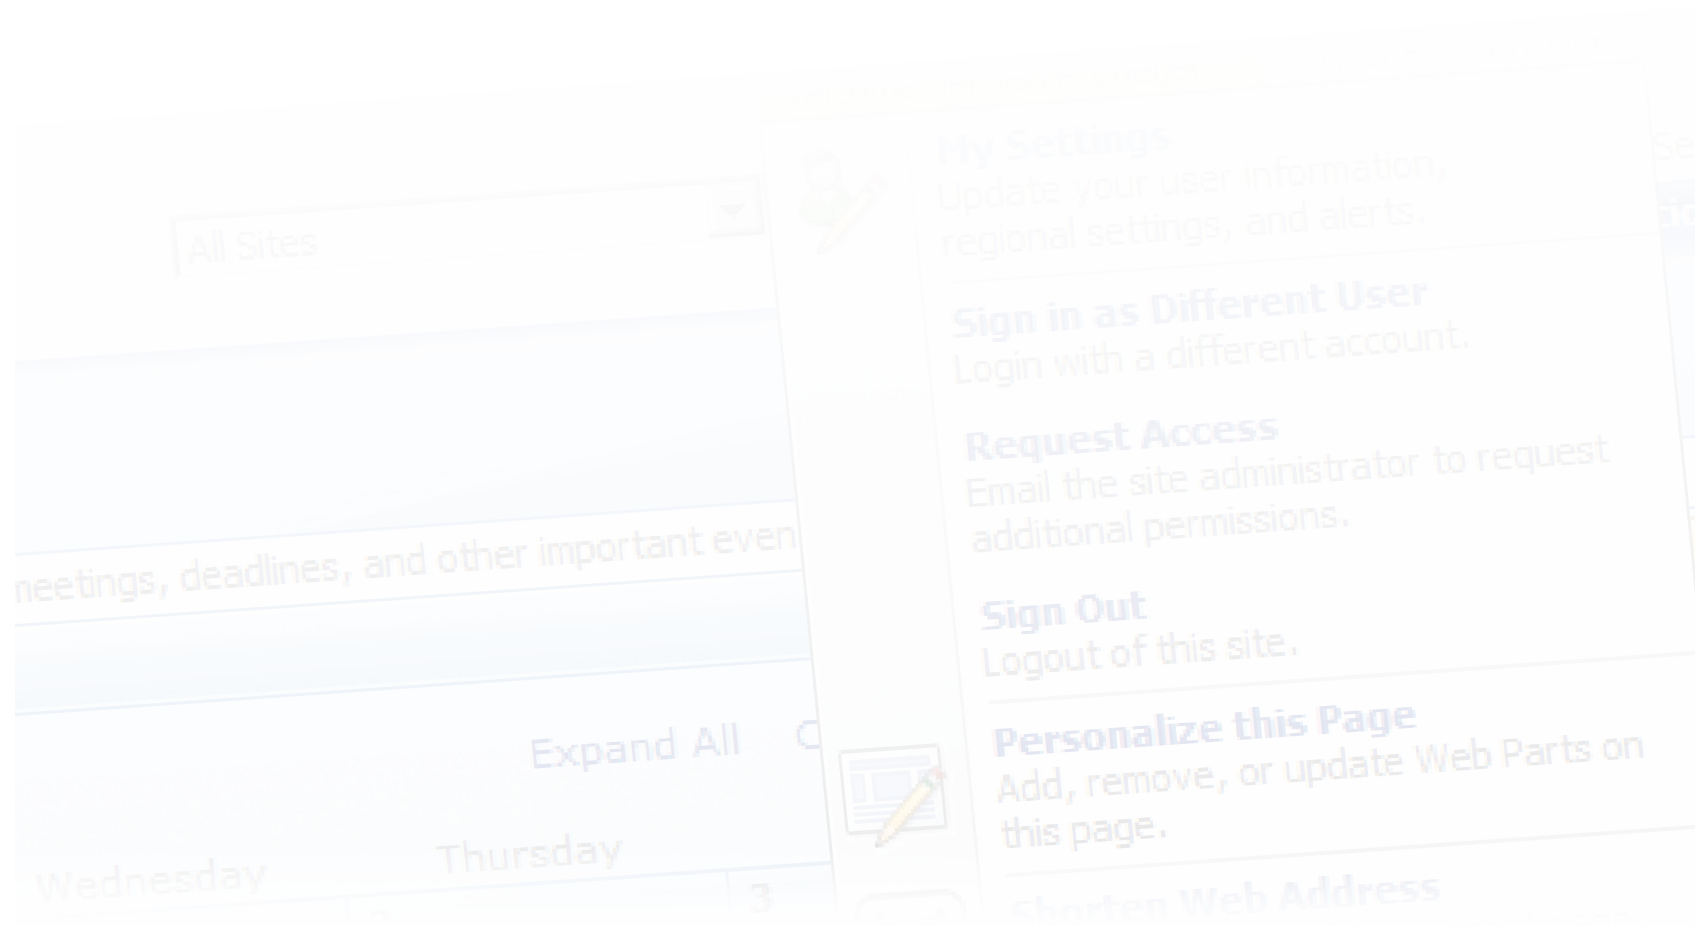 My Settings
Update your user information,
regional settings, and alerts.
All Sites
Sign in as Different User
Login with a different account.
Request Access
Email the site administrator to request
additional permissions.
meetings, deadlines, and other important even
Sign Out
Logout of this site.
Expand All
Personalize this Page
Add, remove, or update Web Parts on
this page.
Wednesday
Thursday
3
Shorten Web Address